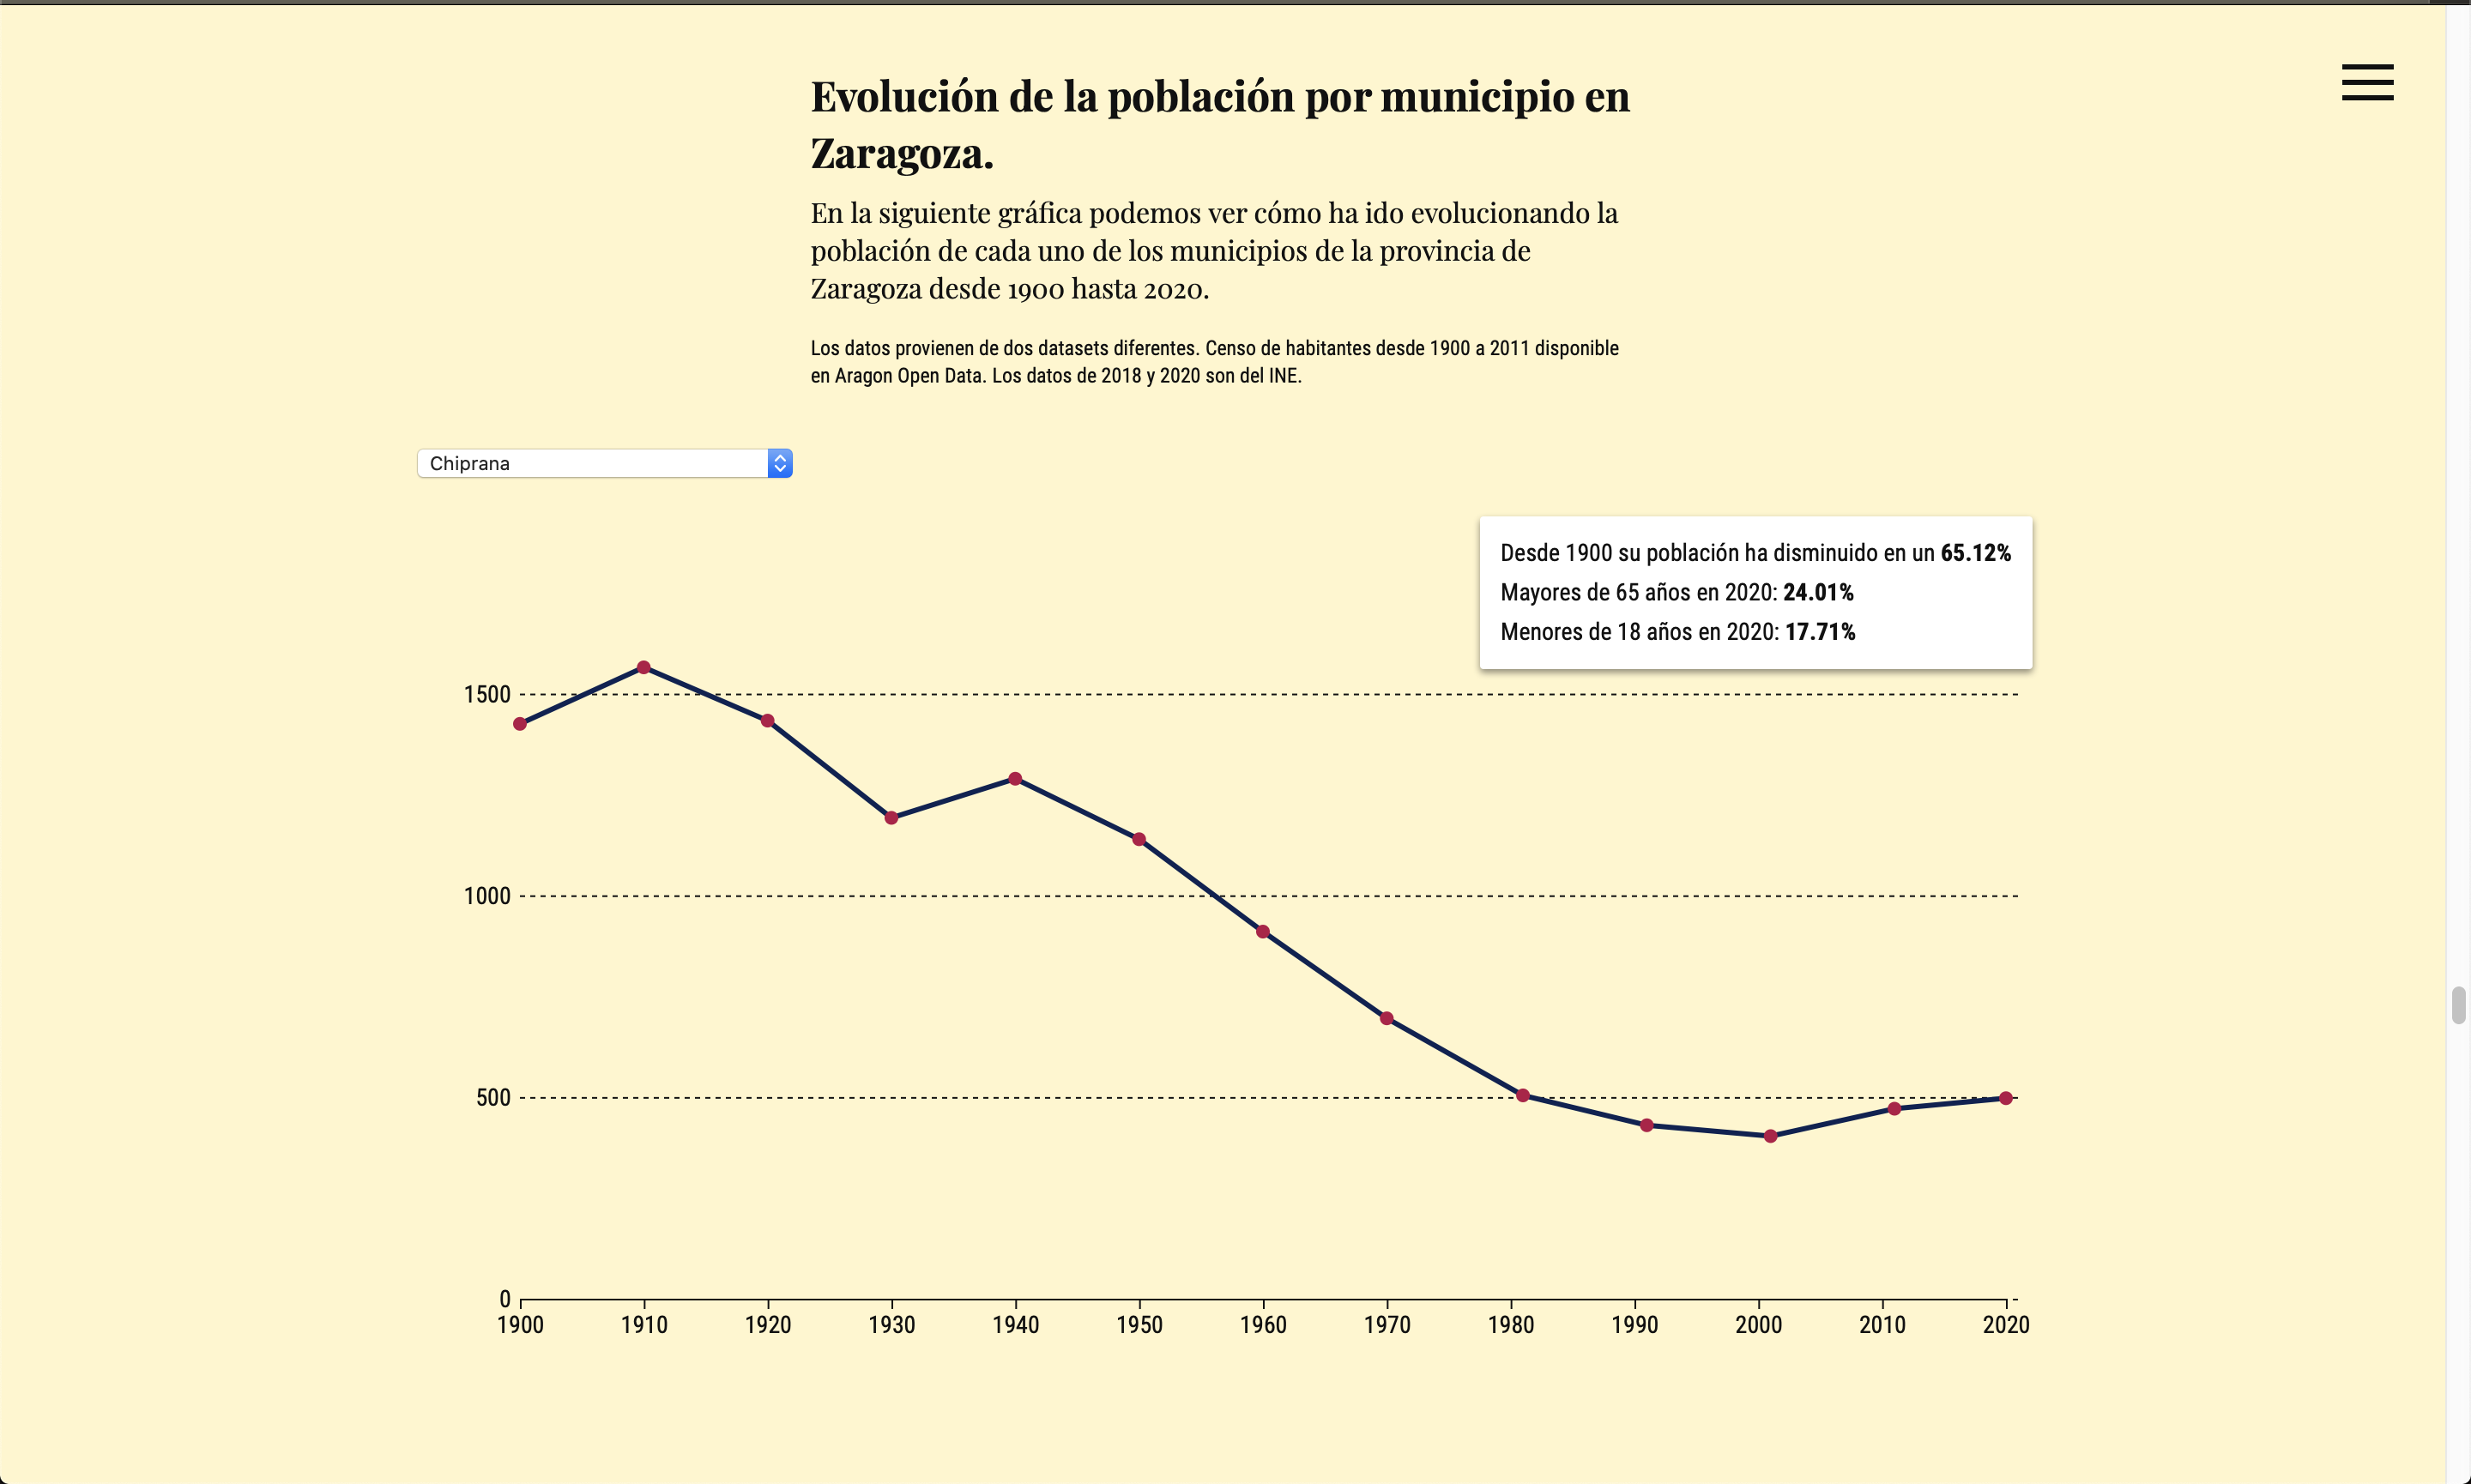 Evolución de la población por municipio en
Zaragoza.
En la siguiente gráfica podemos ver cómo ha ido evolucionando la
población de cada uno de los municipios de la provincia de
Zaragoza desde 1900 hasta 2020.
Los datos provienen de dos datasets diferentes. Censo de habitantes desde 1900 a 2011 disponible
en Aragon Open Data. Los datos de 2018 y 2020 son del INE.
Chiprana
Desde 1900 su población ha disminuido en un 65.12%
Mayores de 65 años en 2020: 24.01%
Menores de 18 años en 2020: 17.71%
1500
1000
500
0
1900 1910 1920 1930 1940 1950 1960 1970 1980 1990 2000 2010 2020